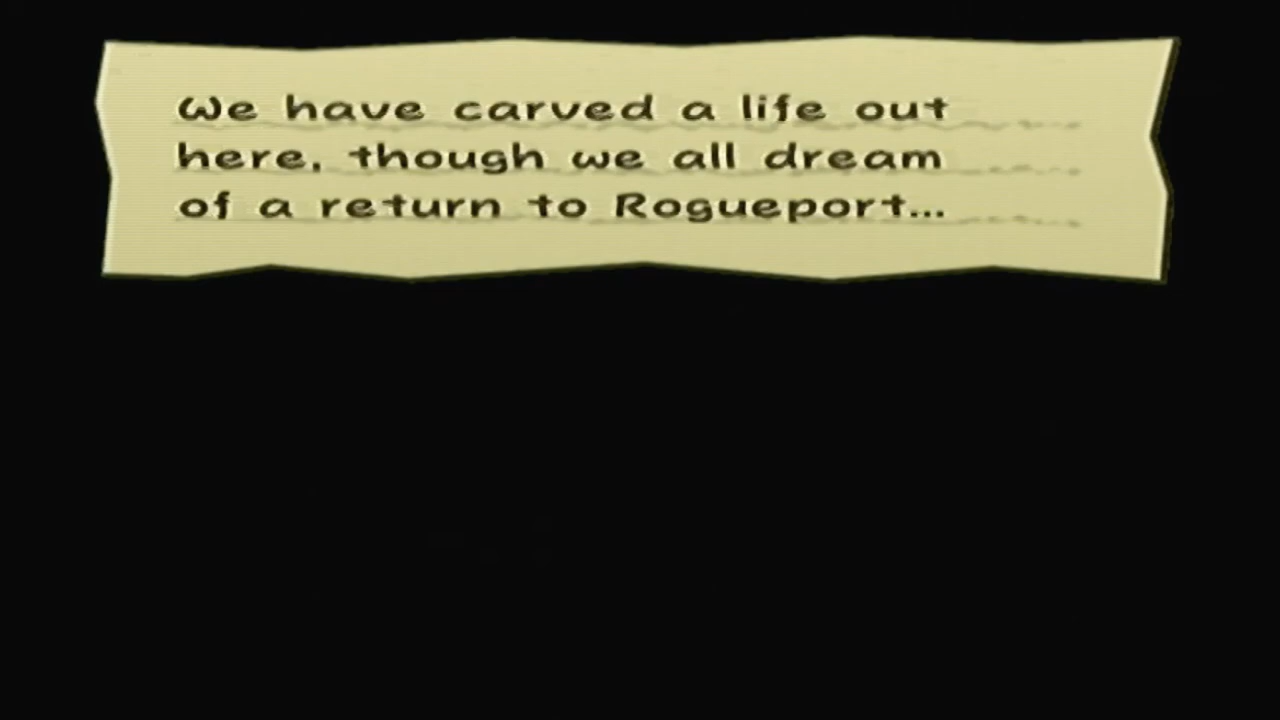 We have carved a life out
here, though we all dream
of a return to Rogueport...